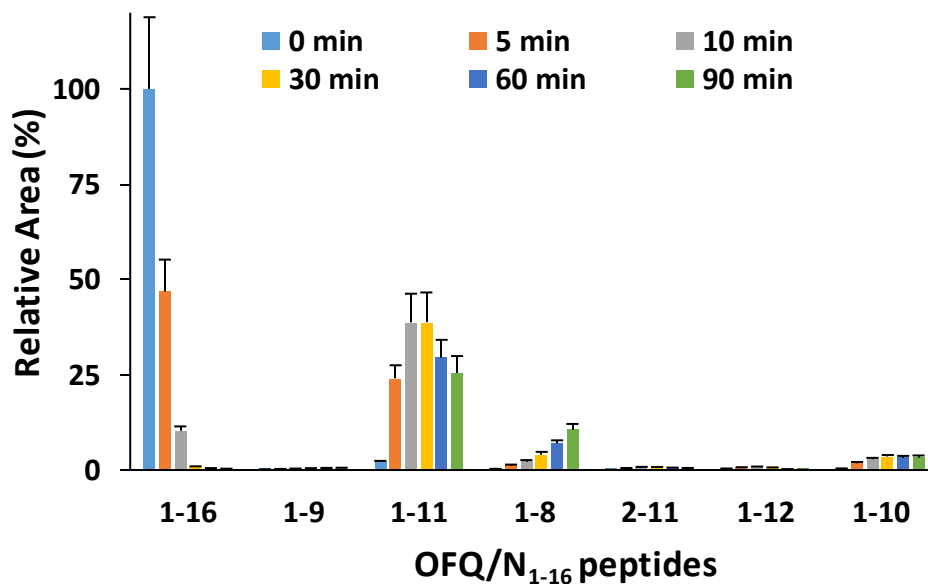 0 min 5 min 10 min
30 min 60 min 90 min
Relative Area (%)
100
75
50
25
0
1-16 1-9 1-11 1-8 2-11 1-12 1-10
OFQ/N₁₋₁₆ peptides